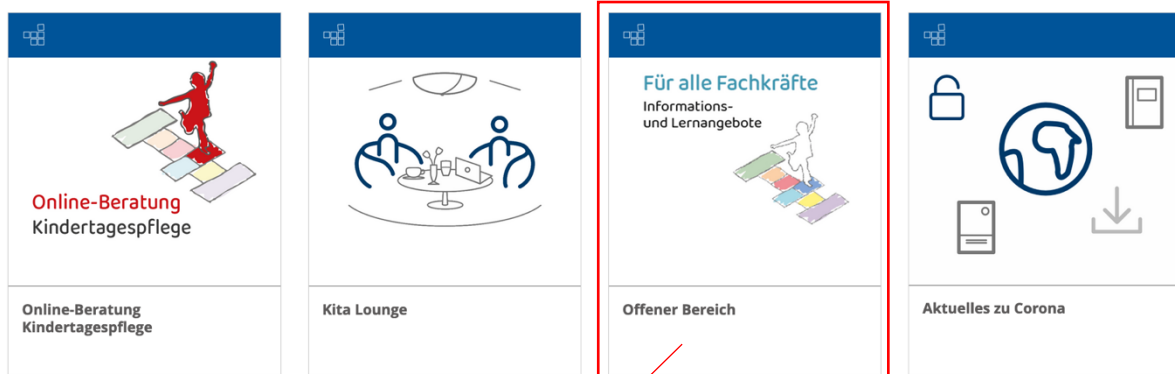 Online-Beratung
Kindertagespflege
Online-Beratung
Kindertagespflege
Kita Lounge
Für alle Fachkräfte
Informations-
und Lernangebote
Offener Bereich
Aktuelles zu Corona